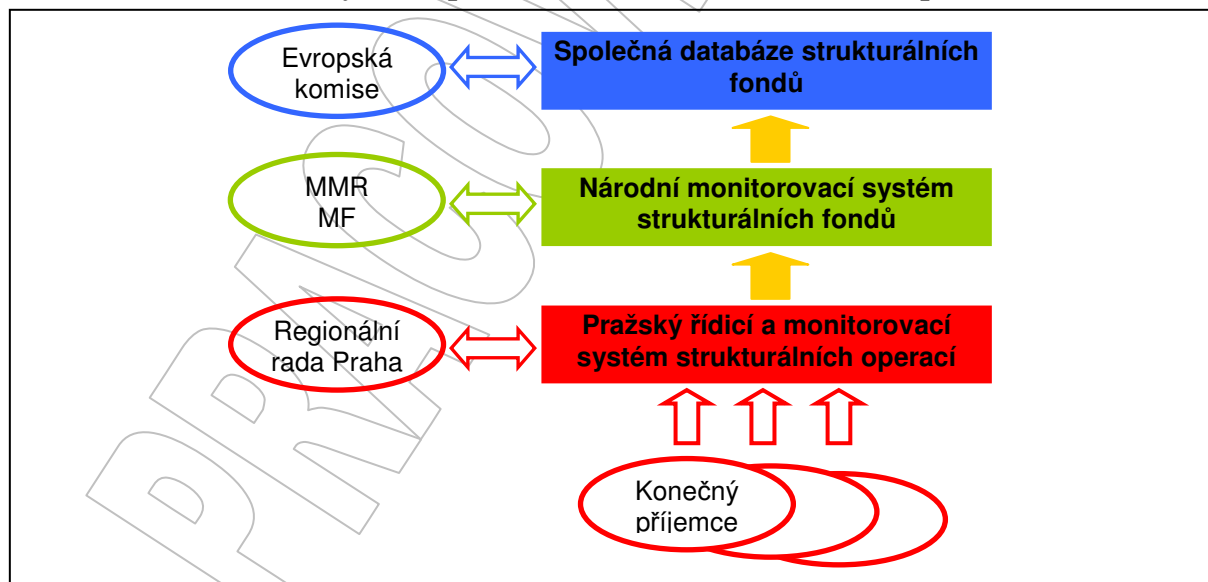 Evropská
komise
Společná databáze strukturálních
fondů
MMR
MF
Národní monitorovací systém
strukturálních fondů
Regionální
rada Praha
Pražský řídicí a monitorovací
systém strukturálních operací
Konečný
příjemce